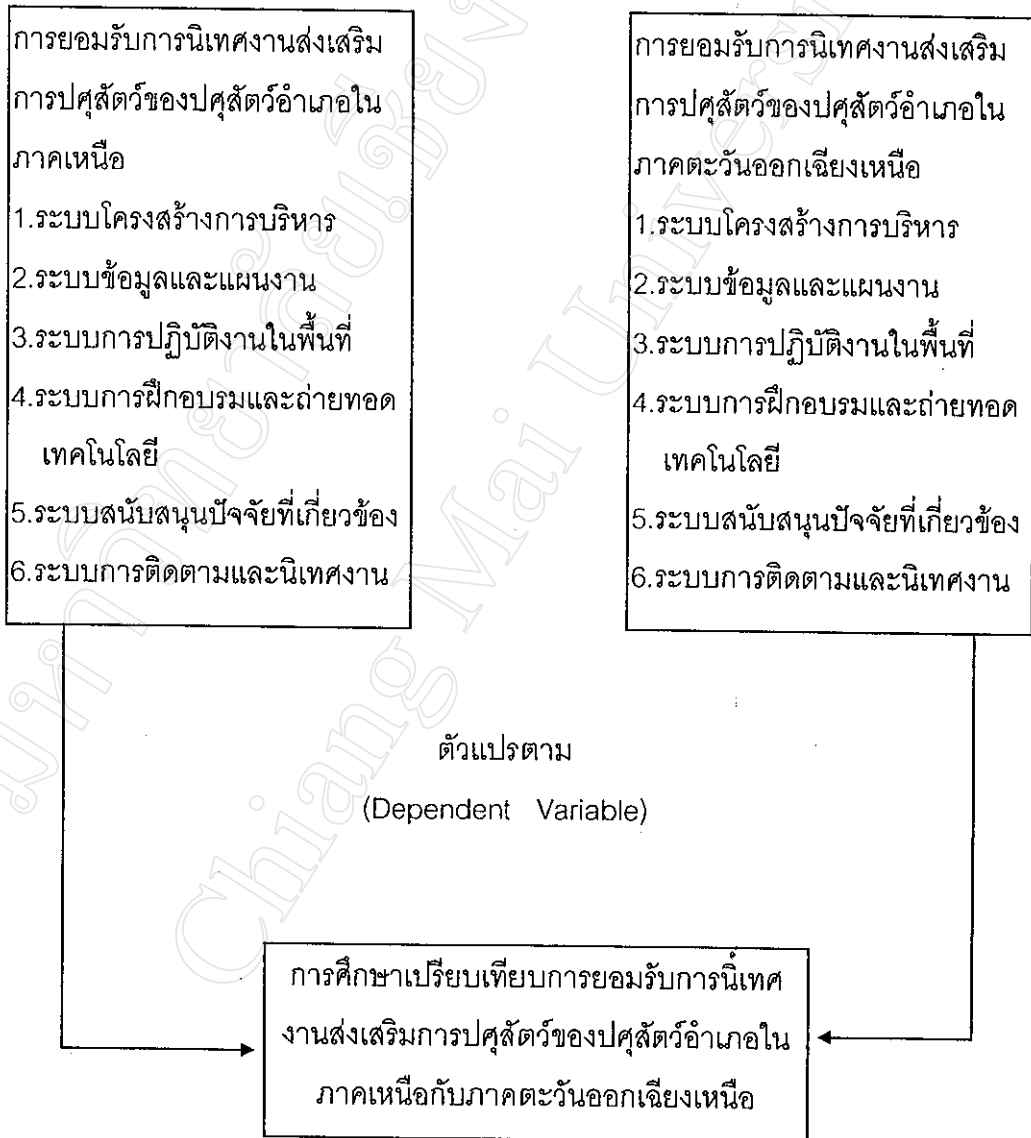 การยอมรับการนิเทศงานส่งเสริม
การปศุสัตว์ของปศุสัตว์อำเภอใน
ภาคเหนือ
1.ระบบโครงสร้างการบริหาร
2.ระบบข้อมูลและแผนงาน
3.ระบบการปฏิบัติงานในพื้นที่
4.ระบบการฝึกอบรมและถ่ายทอด
เทคโนโลยี
5.ระบบสนับสนุนปัจจัยที่เกี่ยวข้อง
6.ระบบการติดตามและนิเทศงาน
การยอมรับการนิเทศงานส่งเสริม
การปศุสัตว์ของปศุสัตว์อำเภอใน
ภาคตะวันออกเฉียงเหนือ
1.ระบบโครงสร้างการบริหาร
2.ระบบข้อมูลและแผนงาน
3.ระบบการปฏิบัติงานในพื้นที่
4.ระบบการฝึกอบรมและถ่ายทอด
เทคโนโลยี
5.ระบบสนับสนุนปัจจัยที่เกี่ยวข้อง
6.ระบบการติดตามและนิเทศงาน
ตัวแปรตาม
(Dependent Variable)
การศึกษาเปรียบเทียบการยอมรับการนิเทศ
งานส่งเสริมการปศุสัตว์ของปศุสัตว์อำเภอใน
ภาคเหนือกับภาคตะวันออกเฉียงเหนือ
Chiang Mai Universi